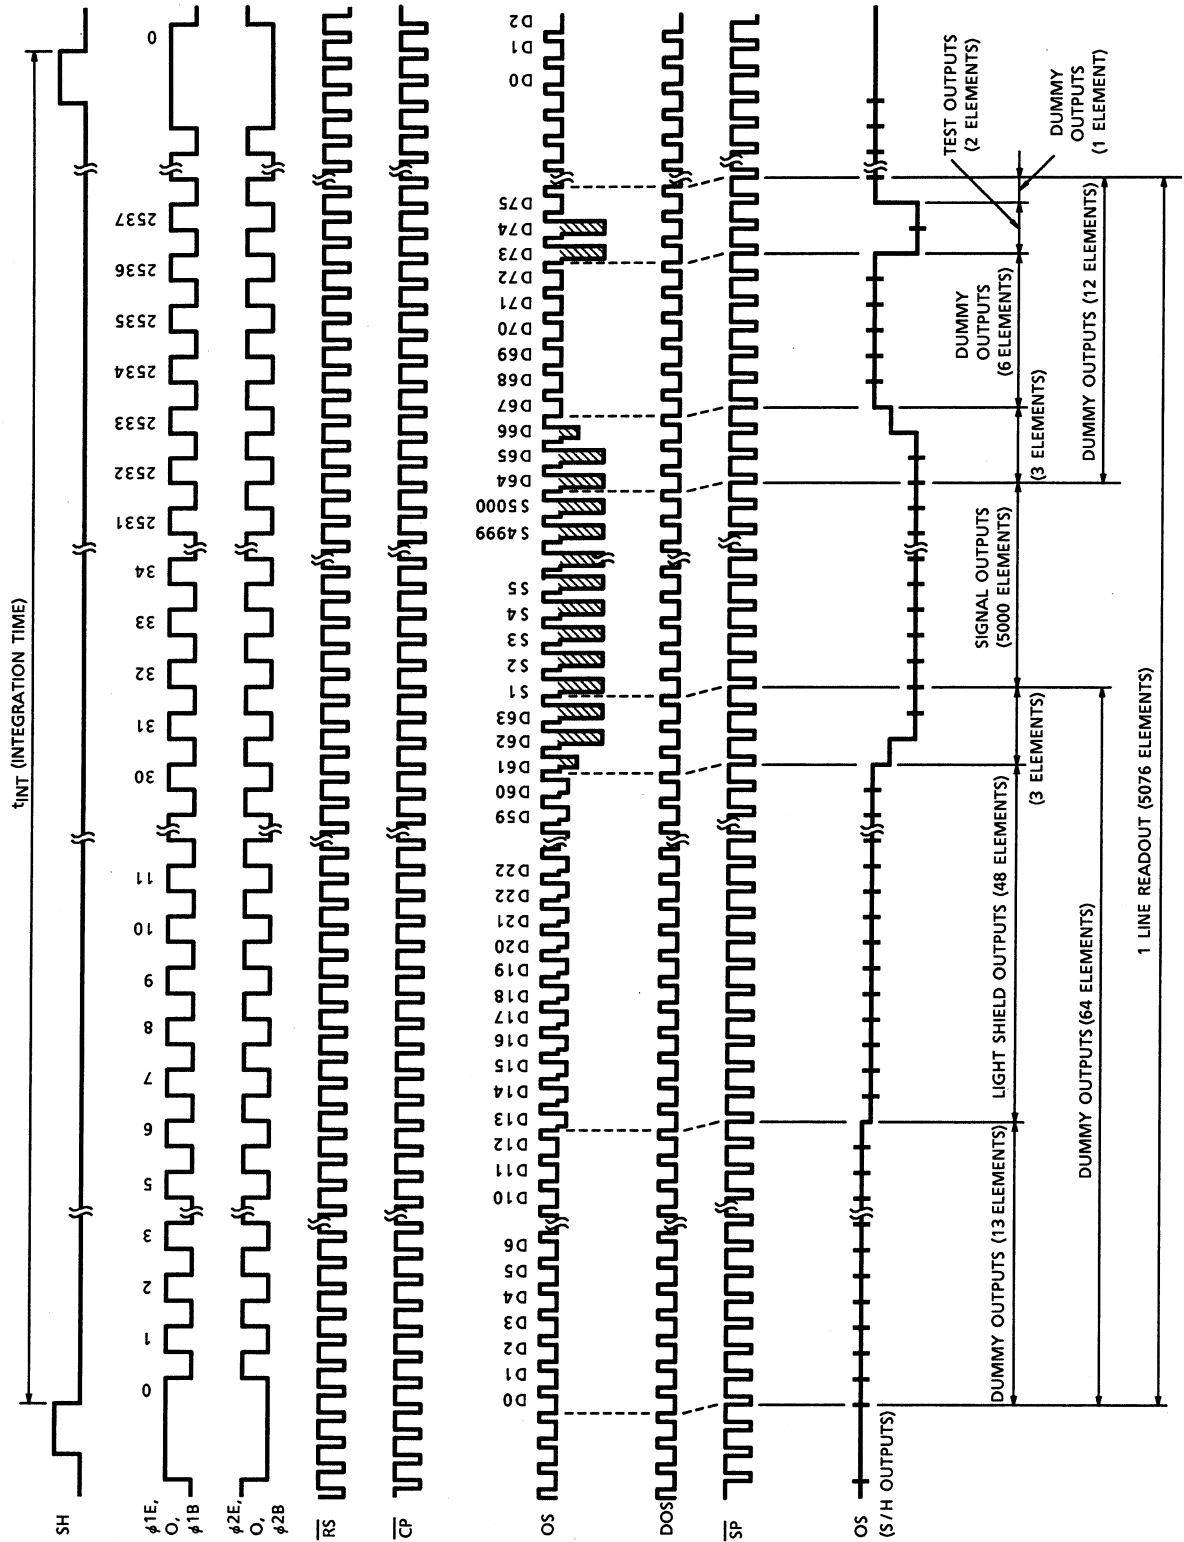 tINT (INTEGRATION TIME)
SH
φ1E,
O,
φ1B
0 1 2 3 5 6 7 8 9 10 11 30 31 32 33 34 2531 2532 2533 2534 2535 2536 2537 0
φ2E,
O,
φ2B
RS
CP
D0 D1 D2 D3 D4 D5 D6 D10 D11 D12 D13 D14 D15 D16 D17 D18 D19 D20 D21 D22 D22 D59 D60 D61 D62 D63 S1 S2 S3 S4 S5 S4999 S5000 D64 D65 D66 D67 D68 D69 D70 D71 D72 D73 D74 D75 D0 D1 D2
OS
DOS
SP
OS
(S/H OUTPUTS)
DUMMY OUTPUTS (13 ELEMENTS)
LIGHT SHIELD OUTPUTS (48 ELEMENTS)
(3 ELEMENTS)
SIGNAL OUTPUTS
(5000 ELEMENTS)
(3 ELEMENTS)
DUMMY
OUTPUTS
(6 ELEMENTS)
TEST OUTPUTS
(2 ELEMENTS)
DUMMY
OUTPUTS
(1 ELEMENT)
DUMMY OUTPUTS (64 ELEMENTS)
DUMMY OUTPUTS (12 ELEMENTS)
1 LINE READOUT (5076 ELEMENTS)